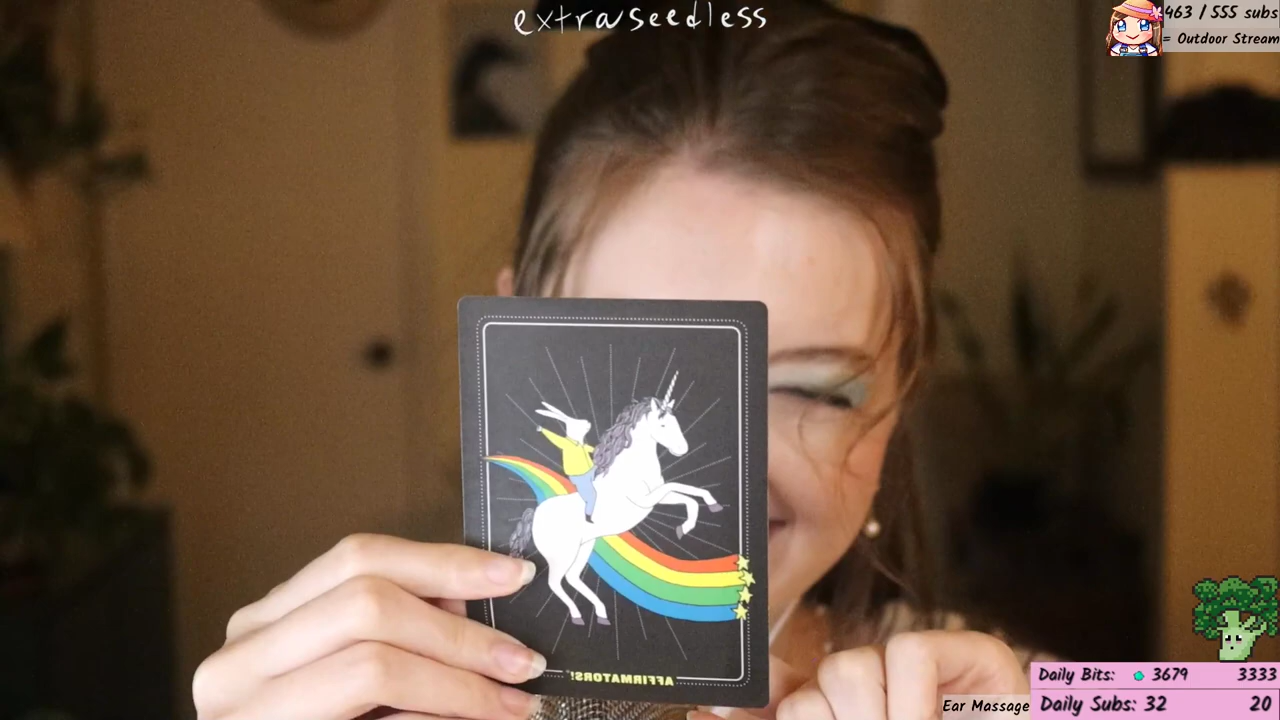 extraseedless
463 / 555 subs
= Outdoor Stream
AFFIRMATORS!
Daily Bits: 3679 3333
Ear Massage
Daily Subs: 32 20